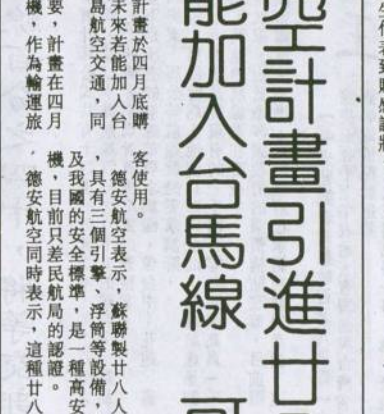 空計畫引進廿
能加入台馬線
計畫於四月底購
未來若能加入台
島航空交通，同
要，計畫在四月
機，作為輸運旅
客使用。
德安航空表示，蘇聯製廿八人
，具有三個引擎、浮筒等設備，
及我國的安全標準，是一種高安
機，目前只差民航局的認證。
德安航空同時表示，這種廿八